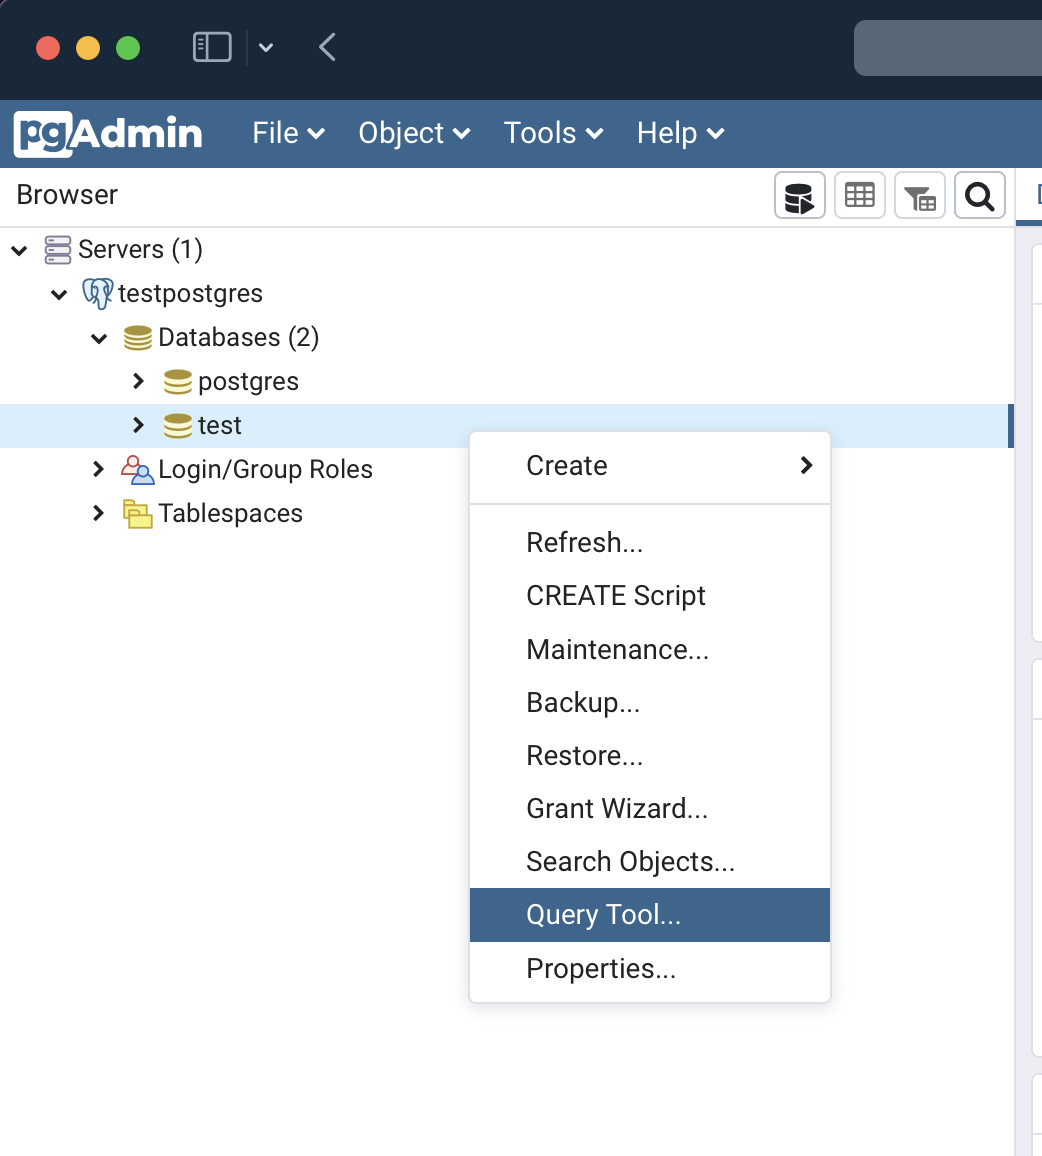 pgAdmin File Object Tools Help
Browser
Servers (1)
testpostgres
Databases (2)
postgres
test
Login/Group Roles
Tablespaces
Create
Refresh...
CREATE Script
Maintenance...
Backup...
Restore...
Grant Wizard...
Search Objects...
Query Tool...
Properties...